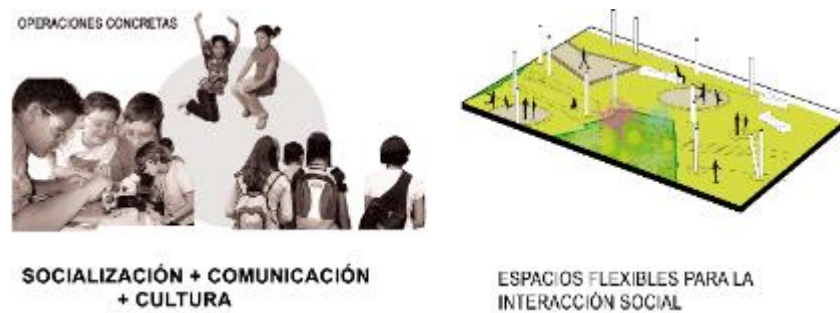 OPERACIONES CONCRETAS
SOCIALIZACIÓN + COMUNICACIÓN
+ CULTURA
ESPACIOS FLEXIBLES PARA LA
INTERACCIÓN SOCIAL